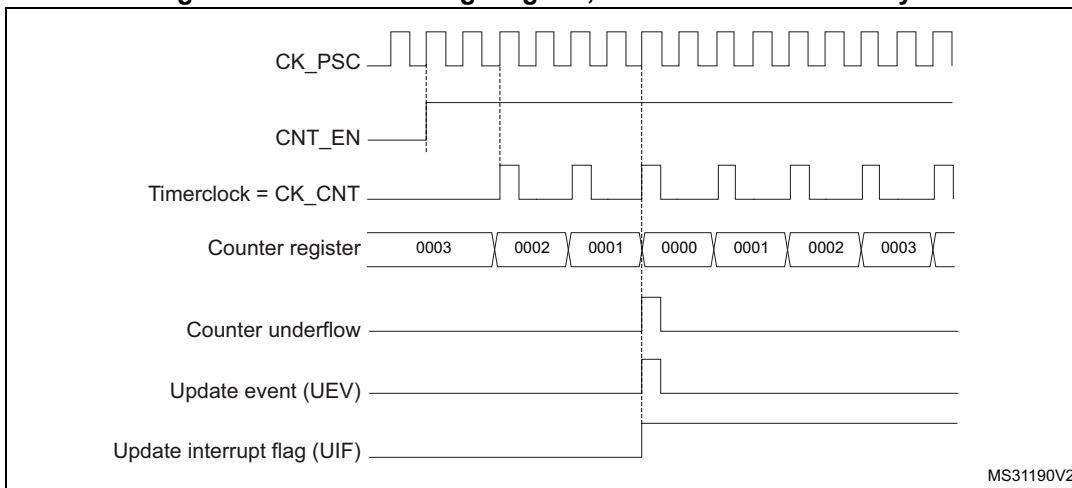 CK_PSC
CNT_EN
Timerclock = CK_CNT
Counter register 0003 0002 0001 0000 0001 0002 0003
Counter underflow
Update event (UEV)
Update interrupt flag (UIF)
MS31190V2